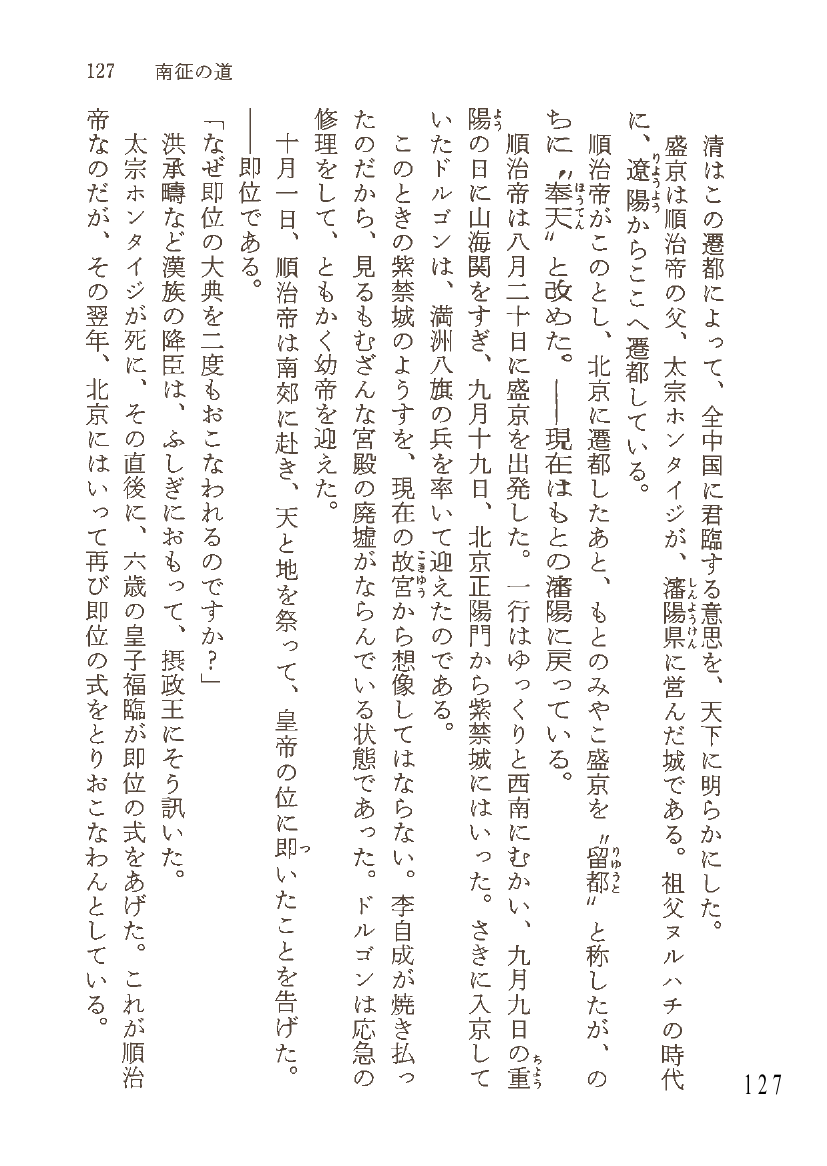 127　南征の道
清はこの遷都によって、全中国に君臨する意思を、天下に明らかにした。
盛京は順治帝の父、太宗ホンタイジが、瀋陽県に営んだ城である。祖父ヌルハチの時代
に、遼陽からここへ遷都している。
順治帝がこのとし、北京に遷都したあと、もとのみやこ盛京を〝留都〟と称したが、の
ちに〝奉天〟と改めた。――現在はもとの瀋陽に戻っている。
順治帝は八月二十日に盛京を出発した。一行はゆっくりと西南にむかい、九月九日の重
陽の日に山海関をすぎ、九月十九日、北京正陽門から紫禁城にはいった。さきに入京して
いたドルゴンは、満洲八旗の兵を率いて迎えたのである。
このときの紫禁城のようすを、現在の故宮から想像してはならない。李自成が焼き払っ
たのだから、見るもむざんな宮殿の廃墟がならんでいる状態であった。ドルゴンは応急の
修理をして、ともかく幼帝を迎えた。
十月一日、順治帝は南郊に赴き、天と地を祭って、皇帝の位に即いたことを告げた。
――即位である。
「なぜ即位の大典を二度もおこなわれるのですか?」
洪承疇など漢族の降臣は、ふしぎにおもって、摂政王にそう訊いた。
太宗ホンタイジが死に、その直後に、六歳の皇子福臨が即位の式をあげた。これが順治
帝なのだが、その翌年、北京にはいって再び即位の式をとりおこなわんとしている。
127